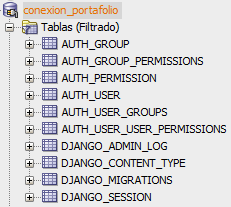 conexion_portafolio
Tablas (Filtrado)
AUTH_GROUP
AUTH_GROUP_PERMISSIONS
AUTH_PERMISSION
AUTH_USER
AUTH_USER_GROUPS
AUTH_USER_USER_PERMISSIONS
DJANGO_ADMIN_LOG
DJANGO_CONTENT_TYPE
DJANGO_MIGRATIONS
DJANGO_SESSION